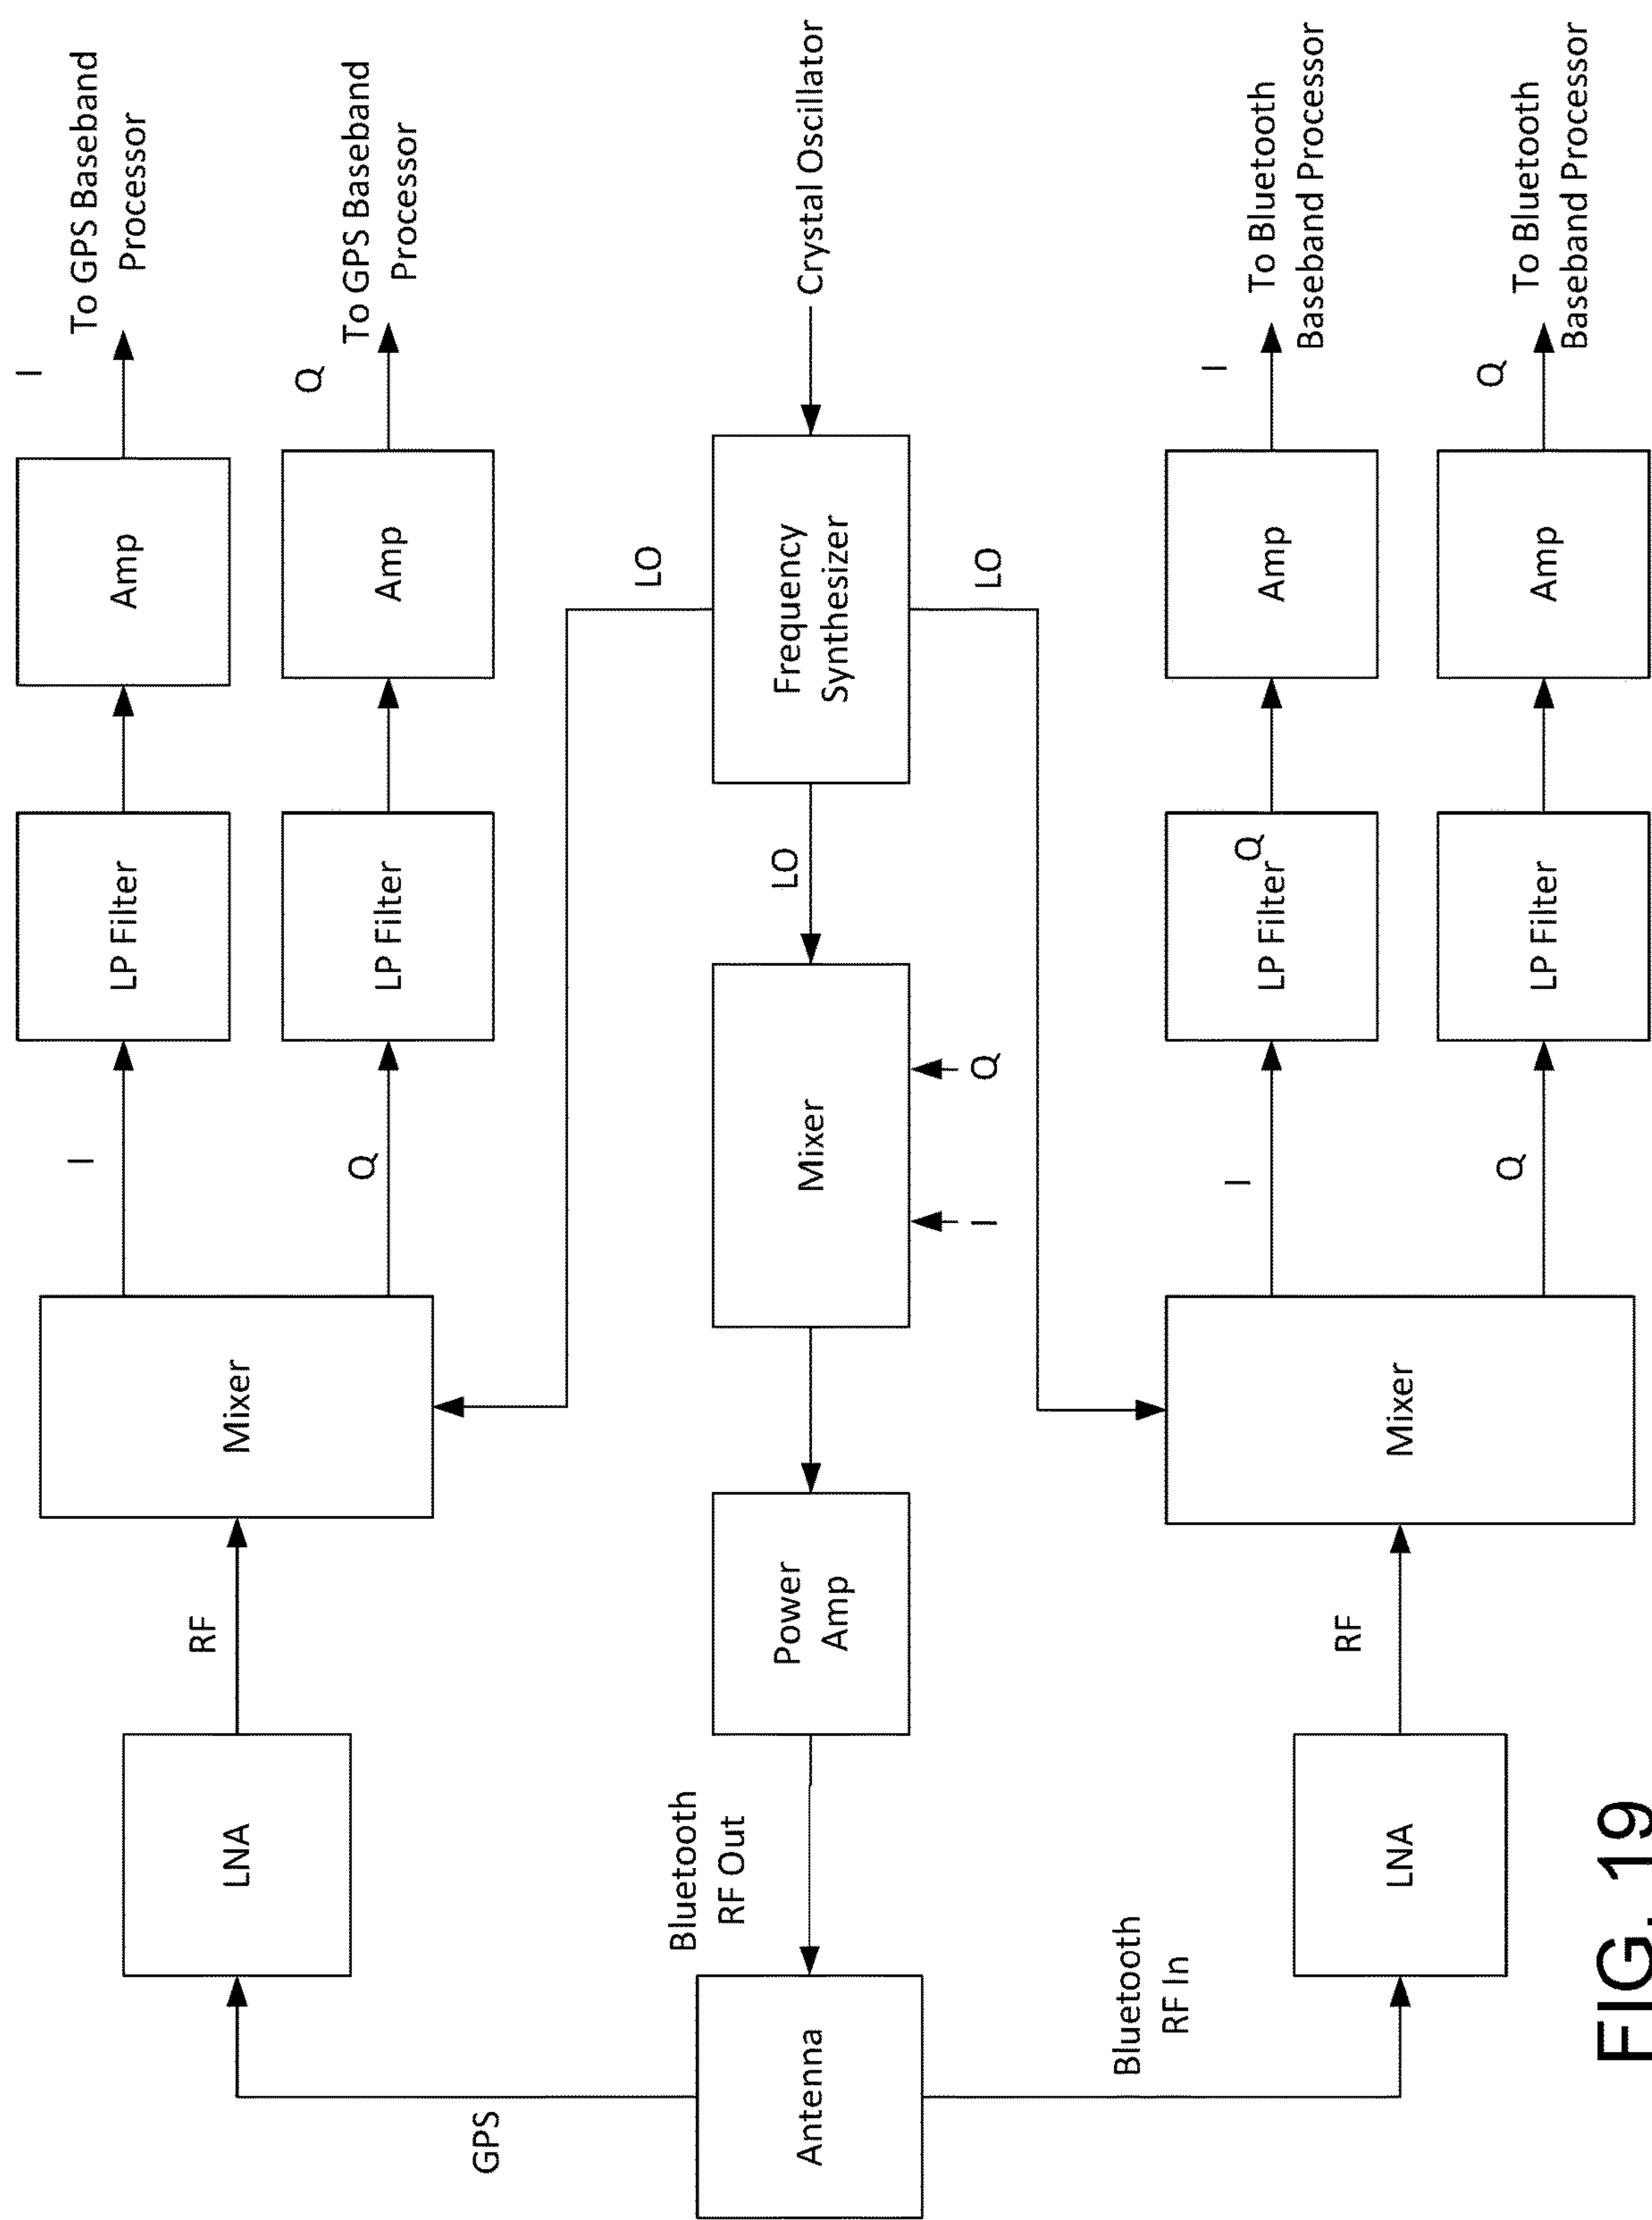 To GPS Baseband
Processor
I
Amp
LP Filter
I
To GPS Baseband
Processor
Q
Amp
LP Filter
Q
Mixer
RF
LNA
GPS
LO
Crystal Oscillator
Frequency
Synthesizer
LO
Mixer
I
Q
Power
Amp
Bluetooth
RF Out
Antenna
LO
Bluetooth
RF In
LNA
RF
Mixer
I
LP Filter
Q
Amp
I
To Bluetooth
Baseband Processor
Q
LP Filter
Amp
Q
To Bluetooth
Baseband Processor
FIG. 19